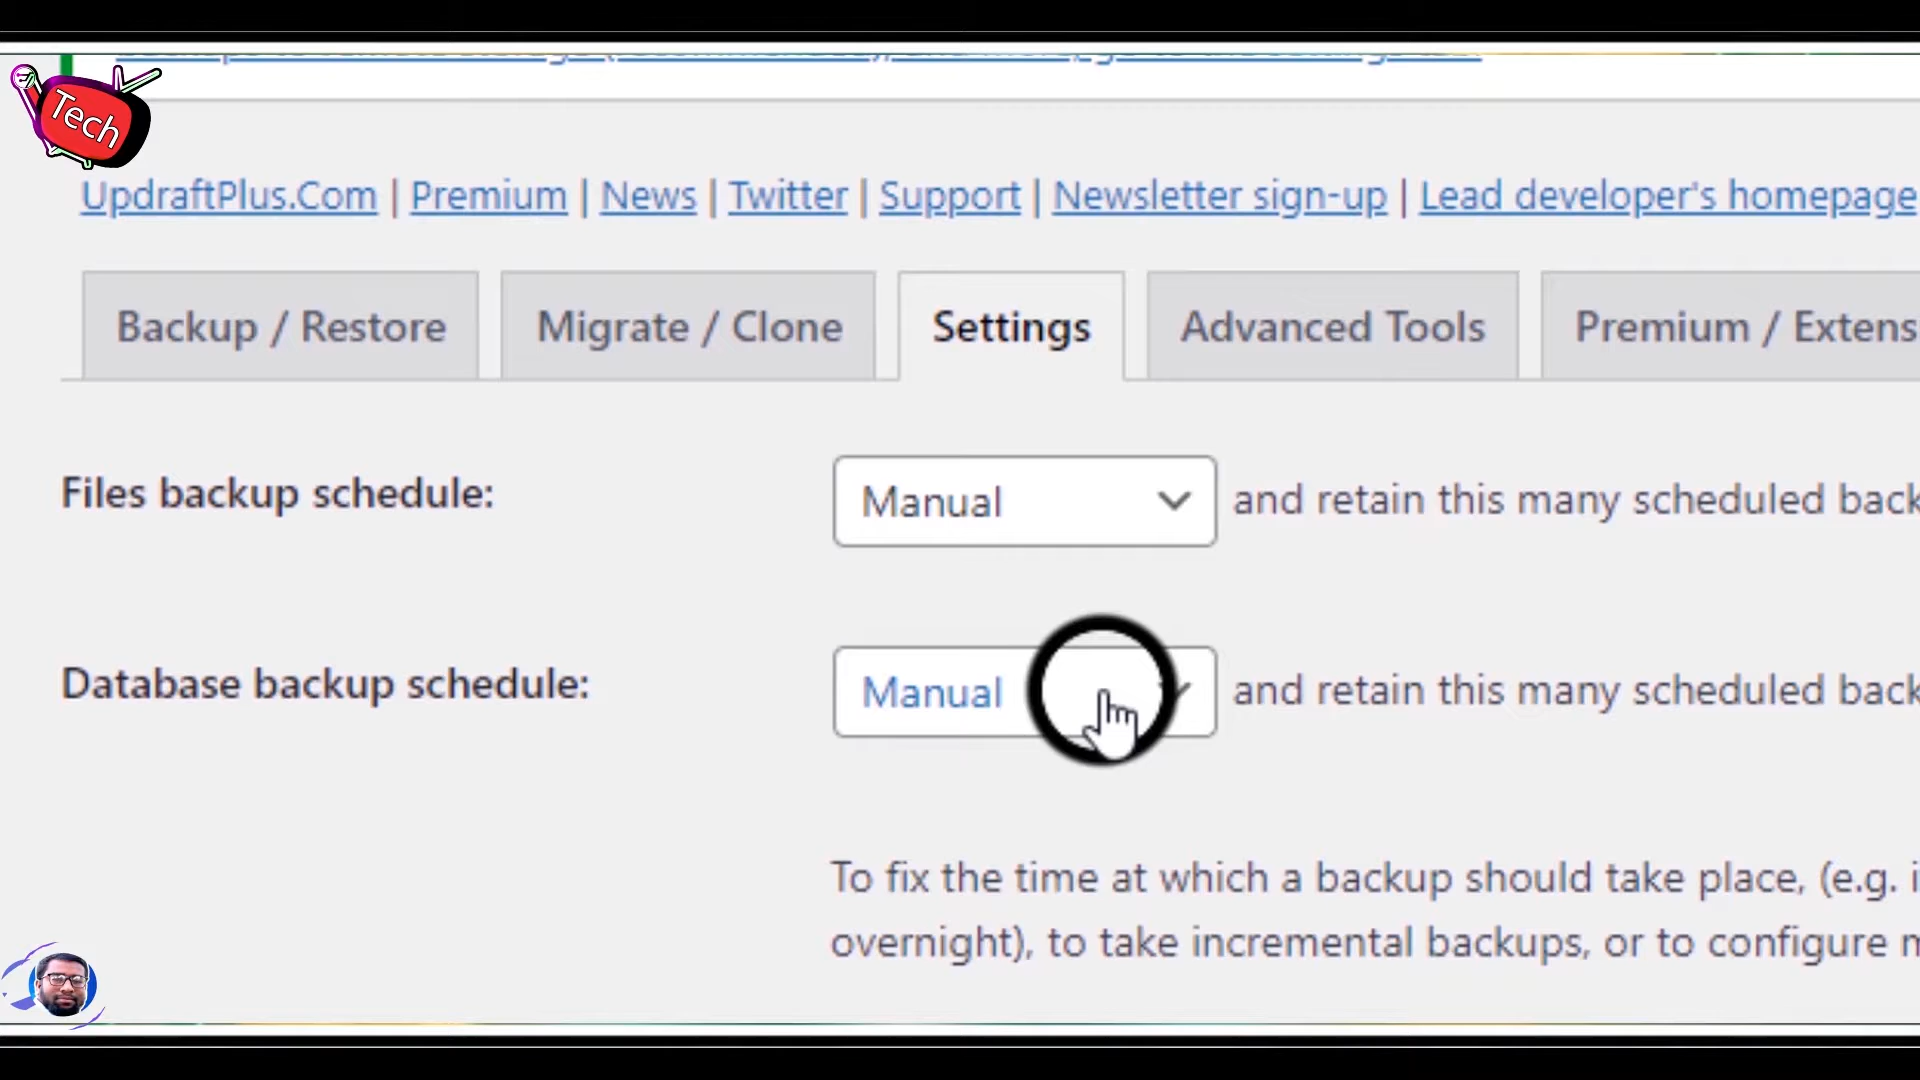 Tech
UpdraftPlus.Com | Premium | News | Twitter | Support | Newsletter sign-up | Lead developer's homepage
Backup / Restore
Migrate / Clone
Settings
Advanced Tools
Premium / Extens
Files backup schedule:
Manual
and retain this many scheduled back
Database backup schedule:
Manual
and retain this many scheduled back
To fix the time at which a backup should take place, (e.g. i
overnight), to take incremental backups, or to configure m